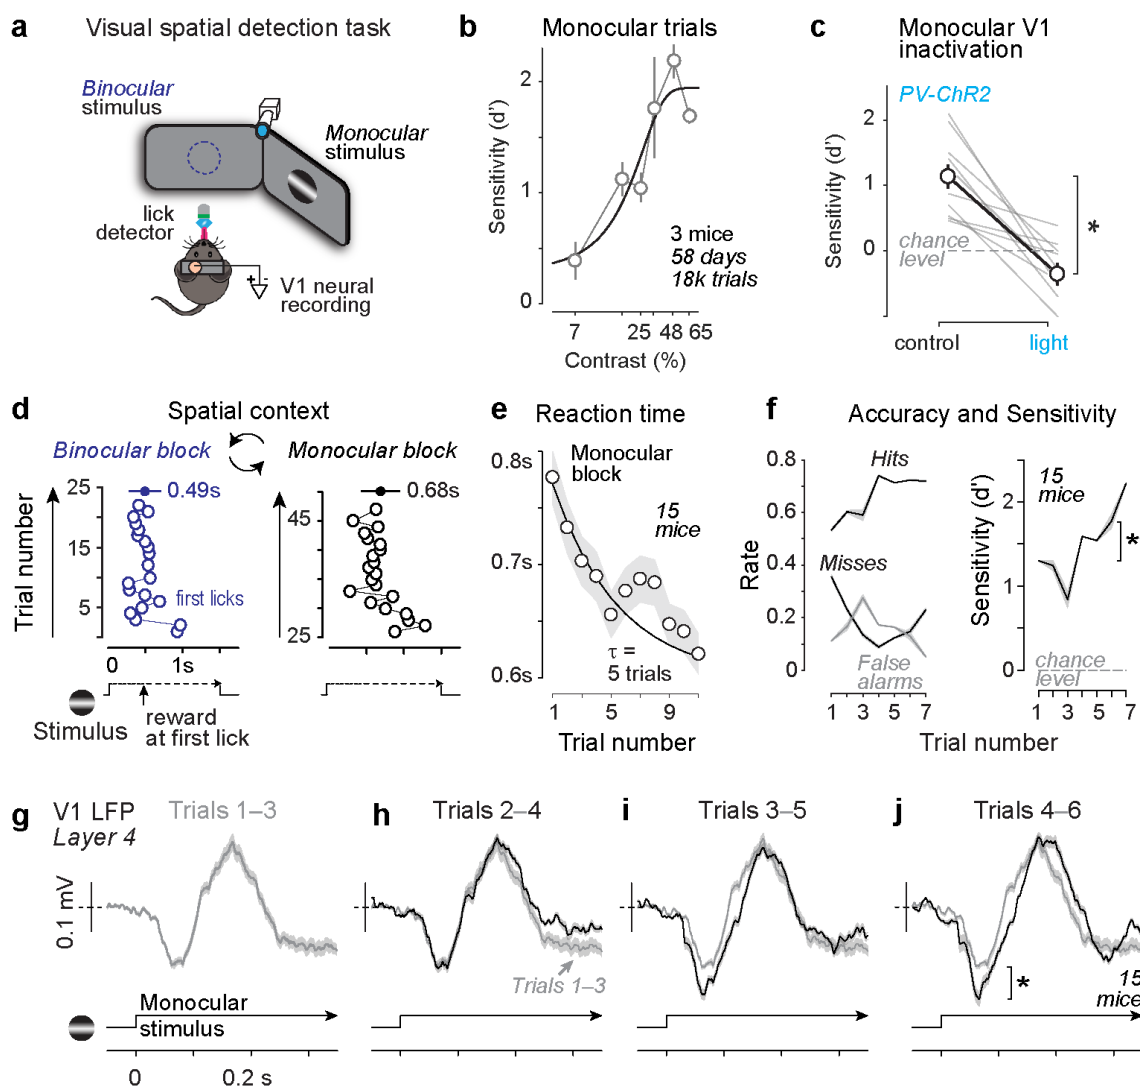 a
Visual spatial detection task
Binocular
stimulus
Monocular
stimulus
lick
detector
V1 neural
recording
b
Monocular trials
Sensitivity (d')
2
1
0
3 mice
58 days
18k trials
7
25
48
65
Contrast (%)
c
Monocular V1
inactivation
PV-ChR2
Sensitivity (d')
2
1
0
chance
level
*
control
light
d
Spatial context
Binocular block
Monocular block
Trial number
25
15
5
0.49s
first licks
0
1s
45
25
0.68s
Stimulus
reward
at first lick
e
Reaction time
0.8s
0.7s
0.6s
Monocular
block
15
mice
τ =
5 trials
1
5
9
Trial number
f
Accuracy and Sensitivity
Rate
0.8
0.6
0.4
0.2
0
Hits
Misses
False
alarms
1
3
5
7
Sensitivity (d')
2
1
0
15
mice
*
chance
level
1
3
5
7
Trial number
g
V1 LFP
Layer 4
Trials 1–3
0.1 mV
Monocular
stimulus
0
0.2 s
h
Trials 2–4
Trials 1–3
i
Trials 3–5
j
Trials 4–6
*
15
mice